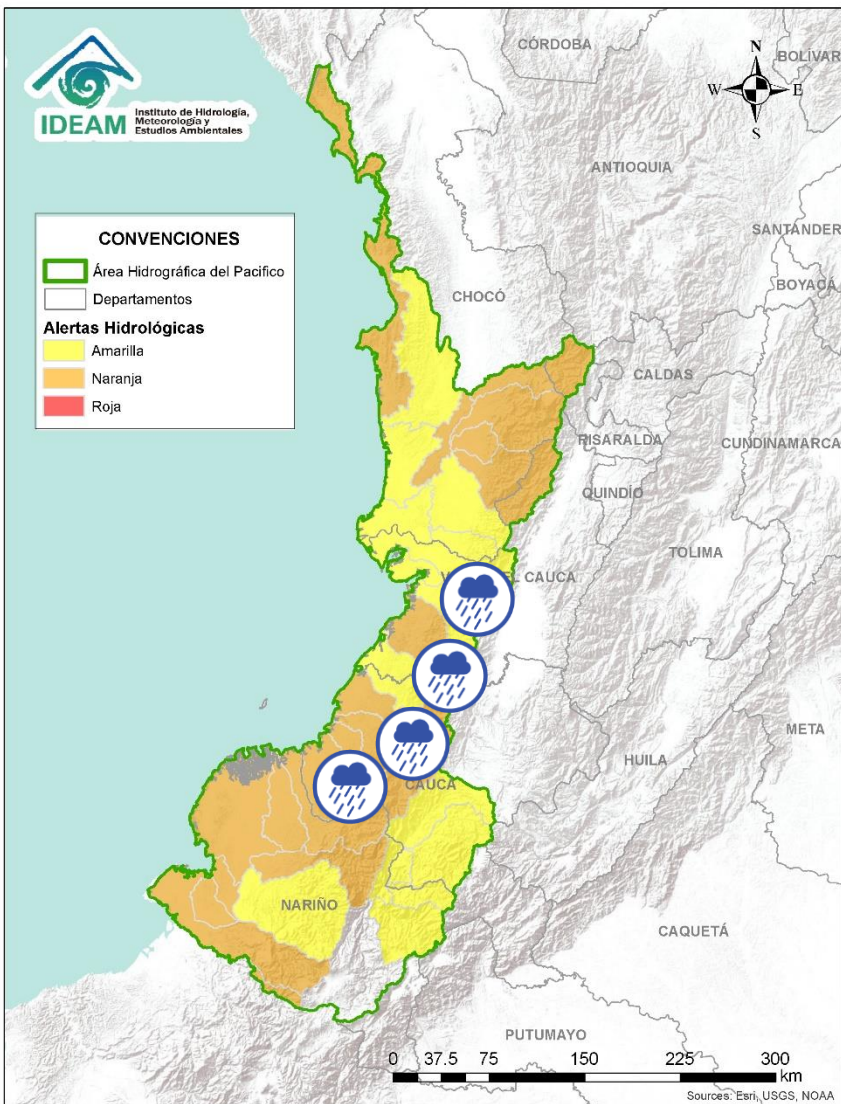 IDEAM
Instituto de Hidrología,
Meteorología y
Estudios Ambientales
CÓRDOBA
BOLÍVAR
N
W
E
S
ANTIOQUIA
SANTANDER
BOYACÁ
CONVENCIONES
Área Hidrográfica del Pacifico
Departamentos
Alertas Hidrológicas
Amarilla
Naranja
Roja
CHOCÓ
CALDAS
RISARALDA
CUNDINAMARCA
QUINDÍO
TOLIMA
EL CAUCA
META
HUILA
CAUCA
NARIÑO
CAQUETÁ
PUTUMAYO
0 37.5 75 150 225 300
km
Sources: Esri, USGS, NOAA